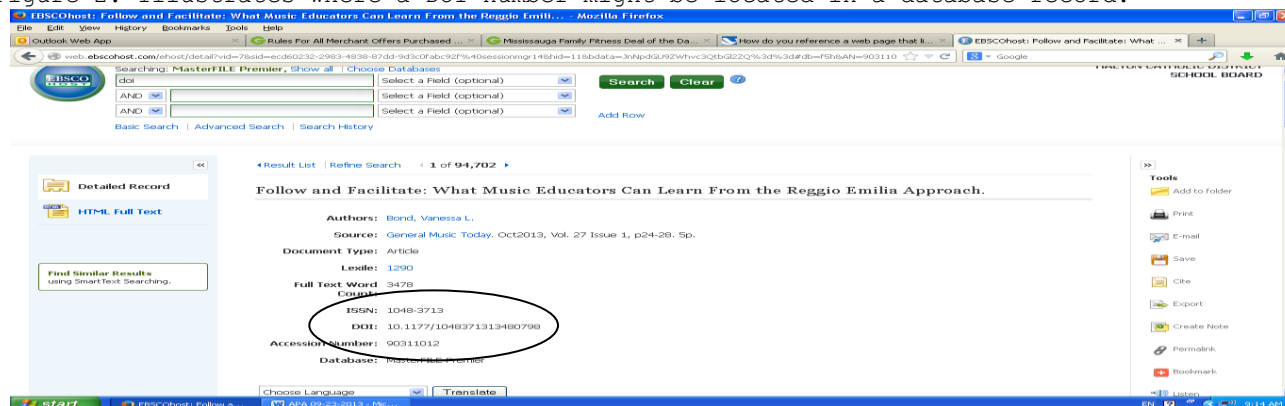 Figure 2: Illustrates where a DOI number might be located in a database record.
EBSCOhost: Follow and Facilitate: What Music Educators Can Learn From the Reggio Emili... - Mozilla Firefox
File Edit View History Bookmarks Tools Help
Outlook Web App
Rules For All Merchant Offers Purchased ...
Mississauga Family Fitness Deal of the Da...
How do you reference a web page that li...
EBSCOhost: Follow and Facilitate: What ...
Google
Searching: MasterFILE Premier, Show all | Choose Databases
SCHOOL BOARD
EBSCO HOST
doi Select a Field (optional) Search Clear
AND Select a Field (optional)
AND Select a Field (optional) Add Row
Basic Search | Advanced Search | Search History
Result List | Refine Search 1 of 94,702
Detailed Record
HTML Full Text
Find Similar Results
using SmartText Searching.
Follow and Facilitate: What Music Educators Can Learn From the Reggio Emilia Approach.
Authors: Bond, Vanessa L.
Source: General Music Today. Oct2013, Vol. 27 Issue 1, p24-28. 5p.
Document Type: Article
Lexile: 1290
Full Text Word Count: 3478
ISSN: 1048-3713
DOI: 10.1177/1048371313480798
Accession Number: 90311012
Database: MasterFILE Premier
Choose Language Translate
Tools
Add to folder
Print
E-mail
Save
Cite
Export
Create Note
Permalink
Bookmark
Listen
start
EBSCOhost: Follow a...
APA 09-23-2013 - Mic...
EN
9:14 AM